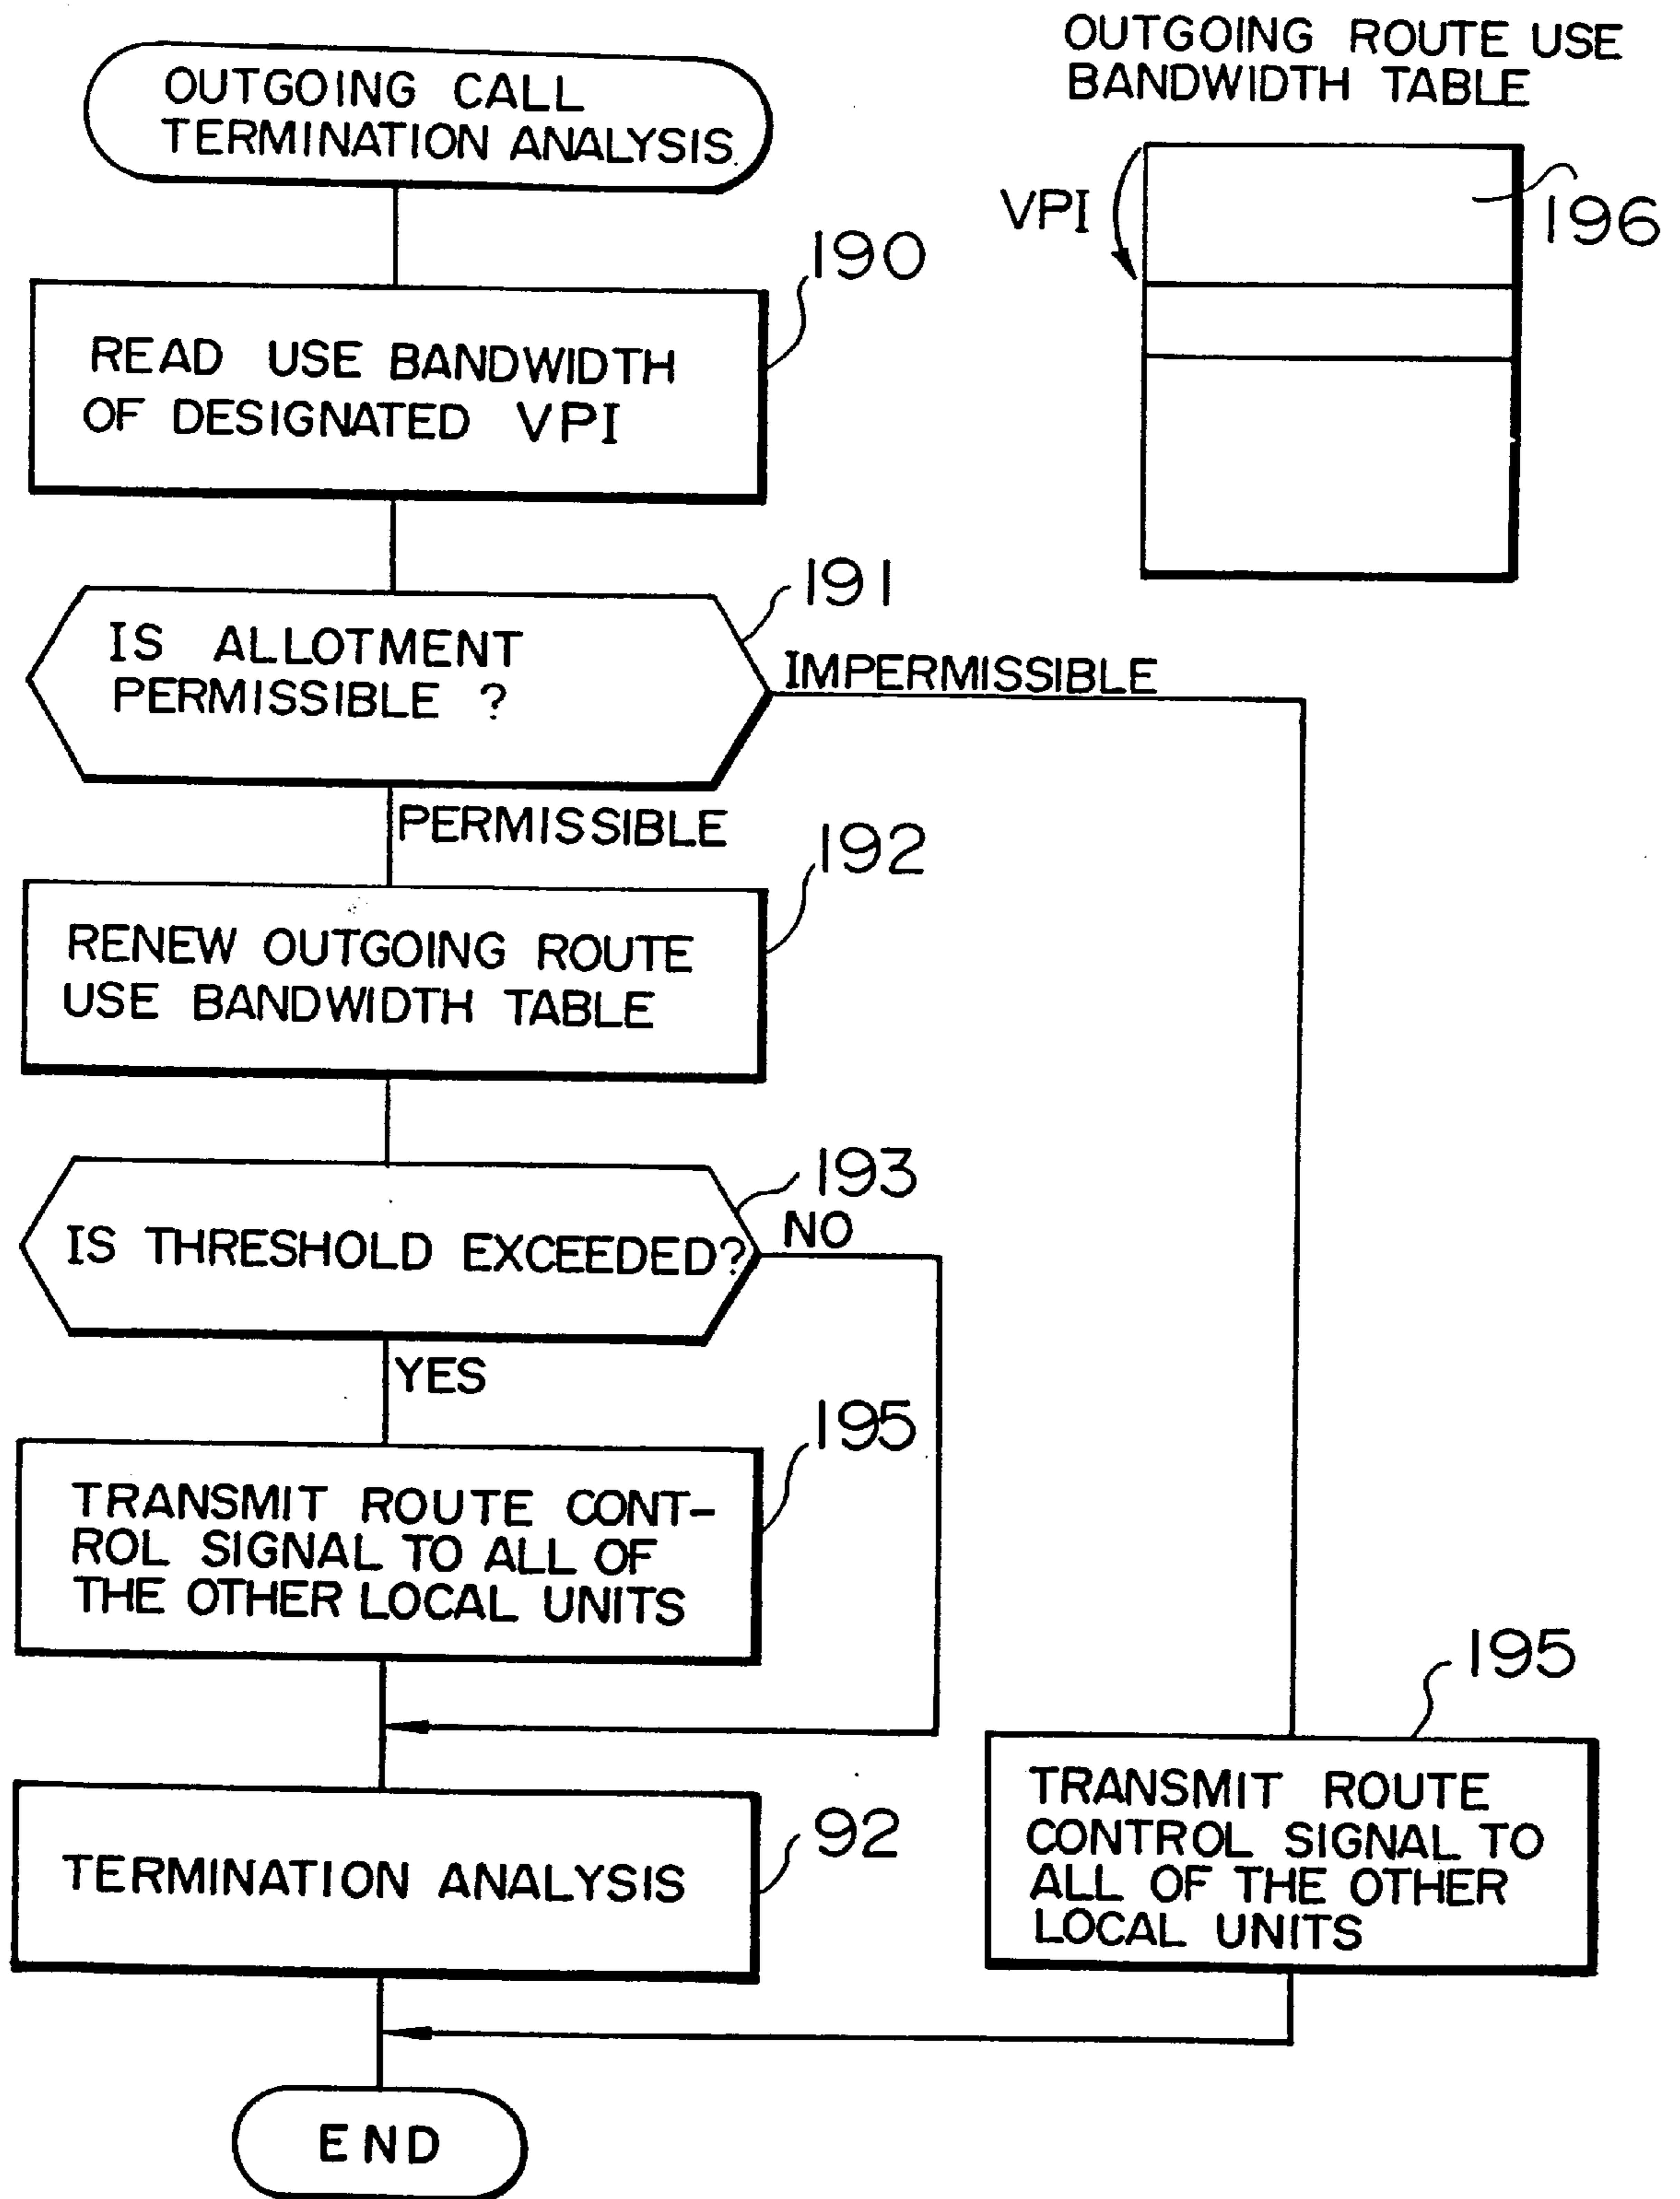 OUTGOING CALL
TERMINATION ANALYSIS
OUTGOING ROUTE USE
BANDWIDTH TABLE
VPI
196
190
READ USE BANDWIDTH
OF DESIGNATED VPI
191
IS ALLOTMENT
PERMISSIBLE ?
IMPERMISSIBLE
PERMISSIBLE
192
RENEW OUTGOING ROUTE
USE BANDWIDTH TABLE
193
IS THRESHOLD EXCEEDED?
NO
YES
195
TRANSMIT ROUTE CONT-
ROL SIGNAL TO ALL OF
THE OTHER LOCAL UNITS
195
TRANSMIT ROUTE
CONTROL SIGNAL TO
ALL OF THE OTHER
LOCAL UNITS
92
TERMINATION ANALYSIS
END